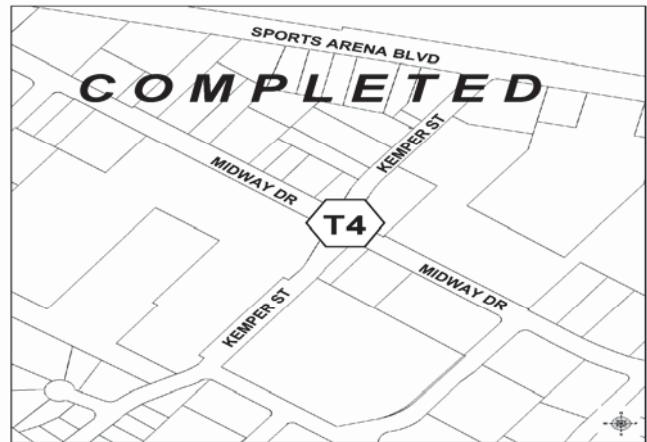 SPORTS ARENA BLVD
COMPLETED
KEMPER ST
MIDWAY DR
T4
MIDWAY DR
KEMPER ST